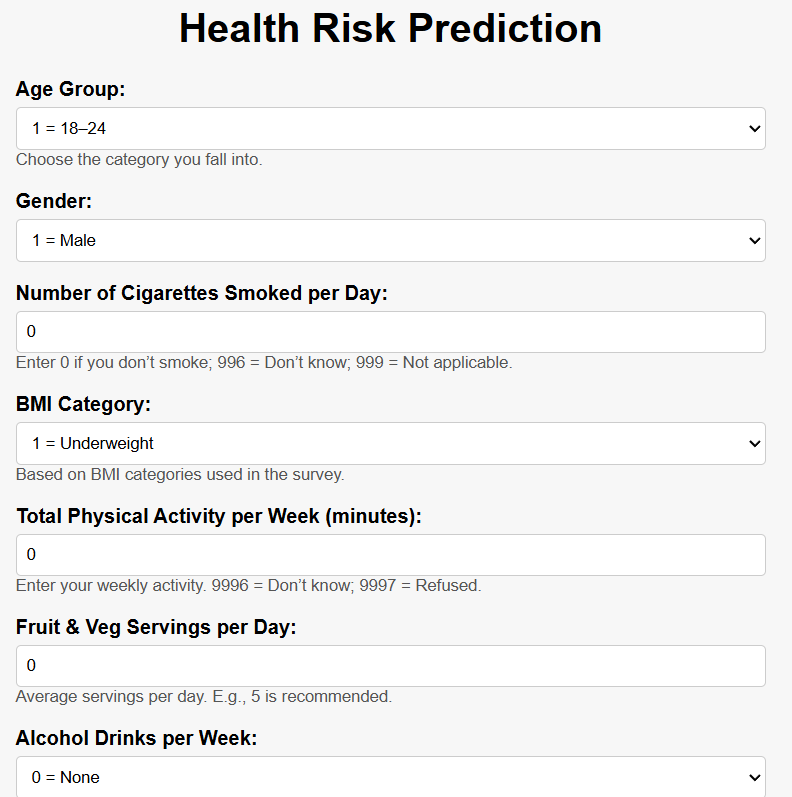 Health Risk Prediction
Age Group:
1 = 18–24
Choose the category you fall into.
Gender:
1 = Male
Number of Cigarettes Smoked per Day:
0
Enter 0 if you don’t smoke; 996 = Don’t know; 999 = Not applicable.
BMI Category:
1 = Underweight
Based on BMI categories used in the survey.
Total Physical Activity per Week (minutes):
0
Enter your weekly activity. 9996 = Don’t know; 9997 = Refused.
Fruit & Veg Servings per Day:
0
Average servings per day. E.g., 5 is recommended.
Alcohol Drinks per Week:
0 = None